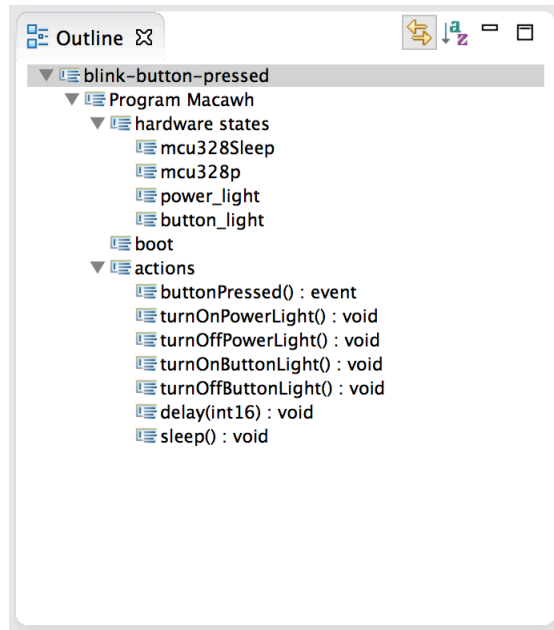 Outline
blink-button-pressed
Program Macawh
hardware states
mcu328Sleep
mcu328p
power_light
button_light
boot
actions
buttonPressed() : event
turnOnPowerLight() : void
turnOffPowerLight() : void
turnOnButtonLight() : void
turnOffButtonLight() : void
delay(int16) : void
sleep() : void